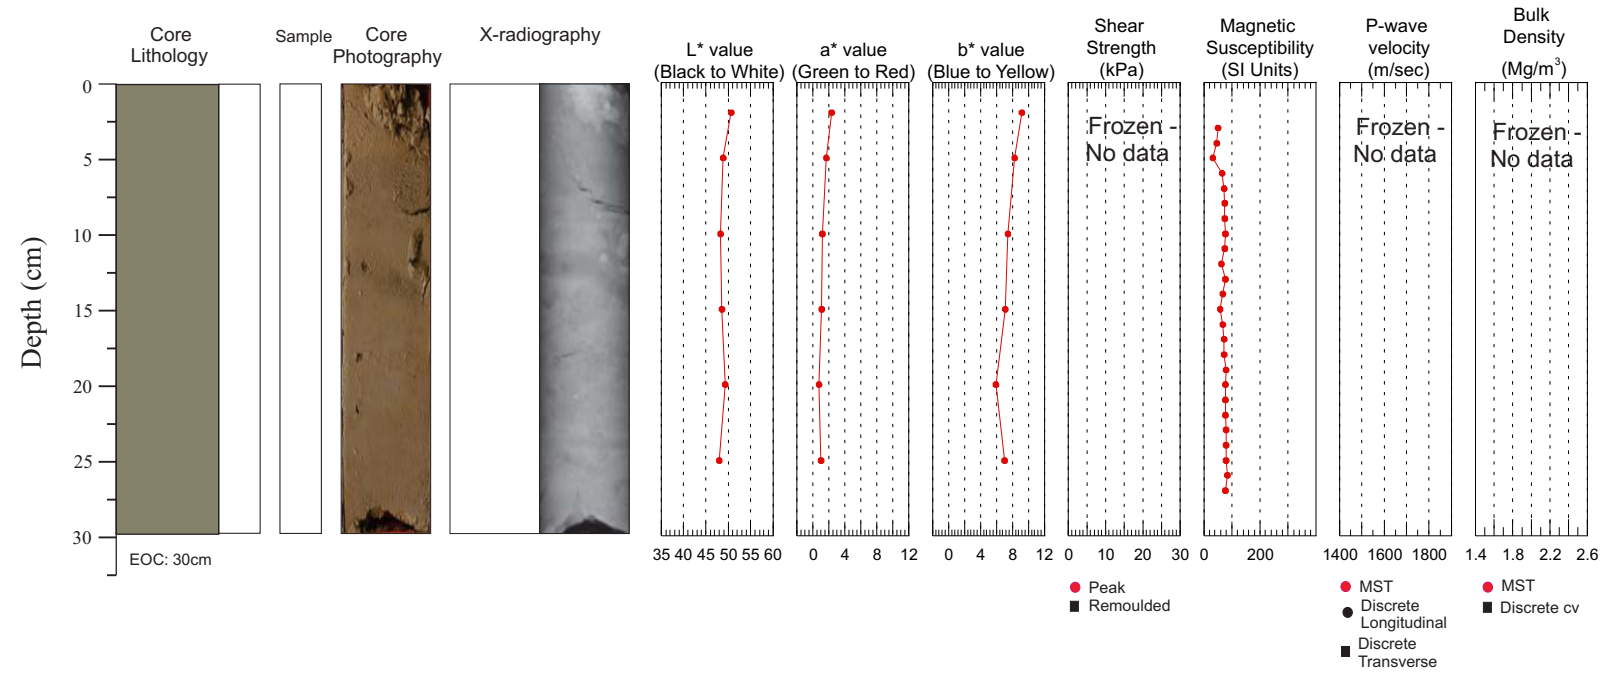 Core
Lithology
Sample
Core
Photography
X-radiography
L* value
(Black to White)
a* value
(Green to Red)
b* value
(Blue to Yellow)
Shear
Strength
(kPa)
Magnetic
Susceptibility
(SI Units)
P-wave
velocity
(m/sec)
Bulk
Density
(Mg/m³)
Depth (cm)
0
5
10
15
20
25
30
EOC: 30cm
Frozen -
No data
Frozen -
No data
Frozen -
No data
35 40 45 50 55 60
0 4 8 12
0 4 8 12
0 10 20 30
0 200
1400 1600 1800
1.4 1.8 2.2 2.6
Peak
Remoulded
MST
Discrete
Longitudinal
Discrete
Transverse
MST
Discrete cv